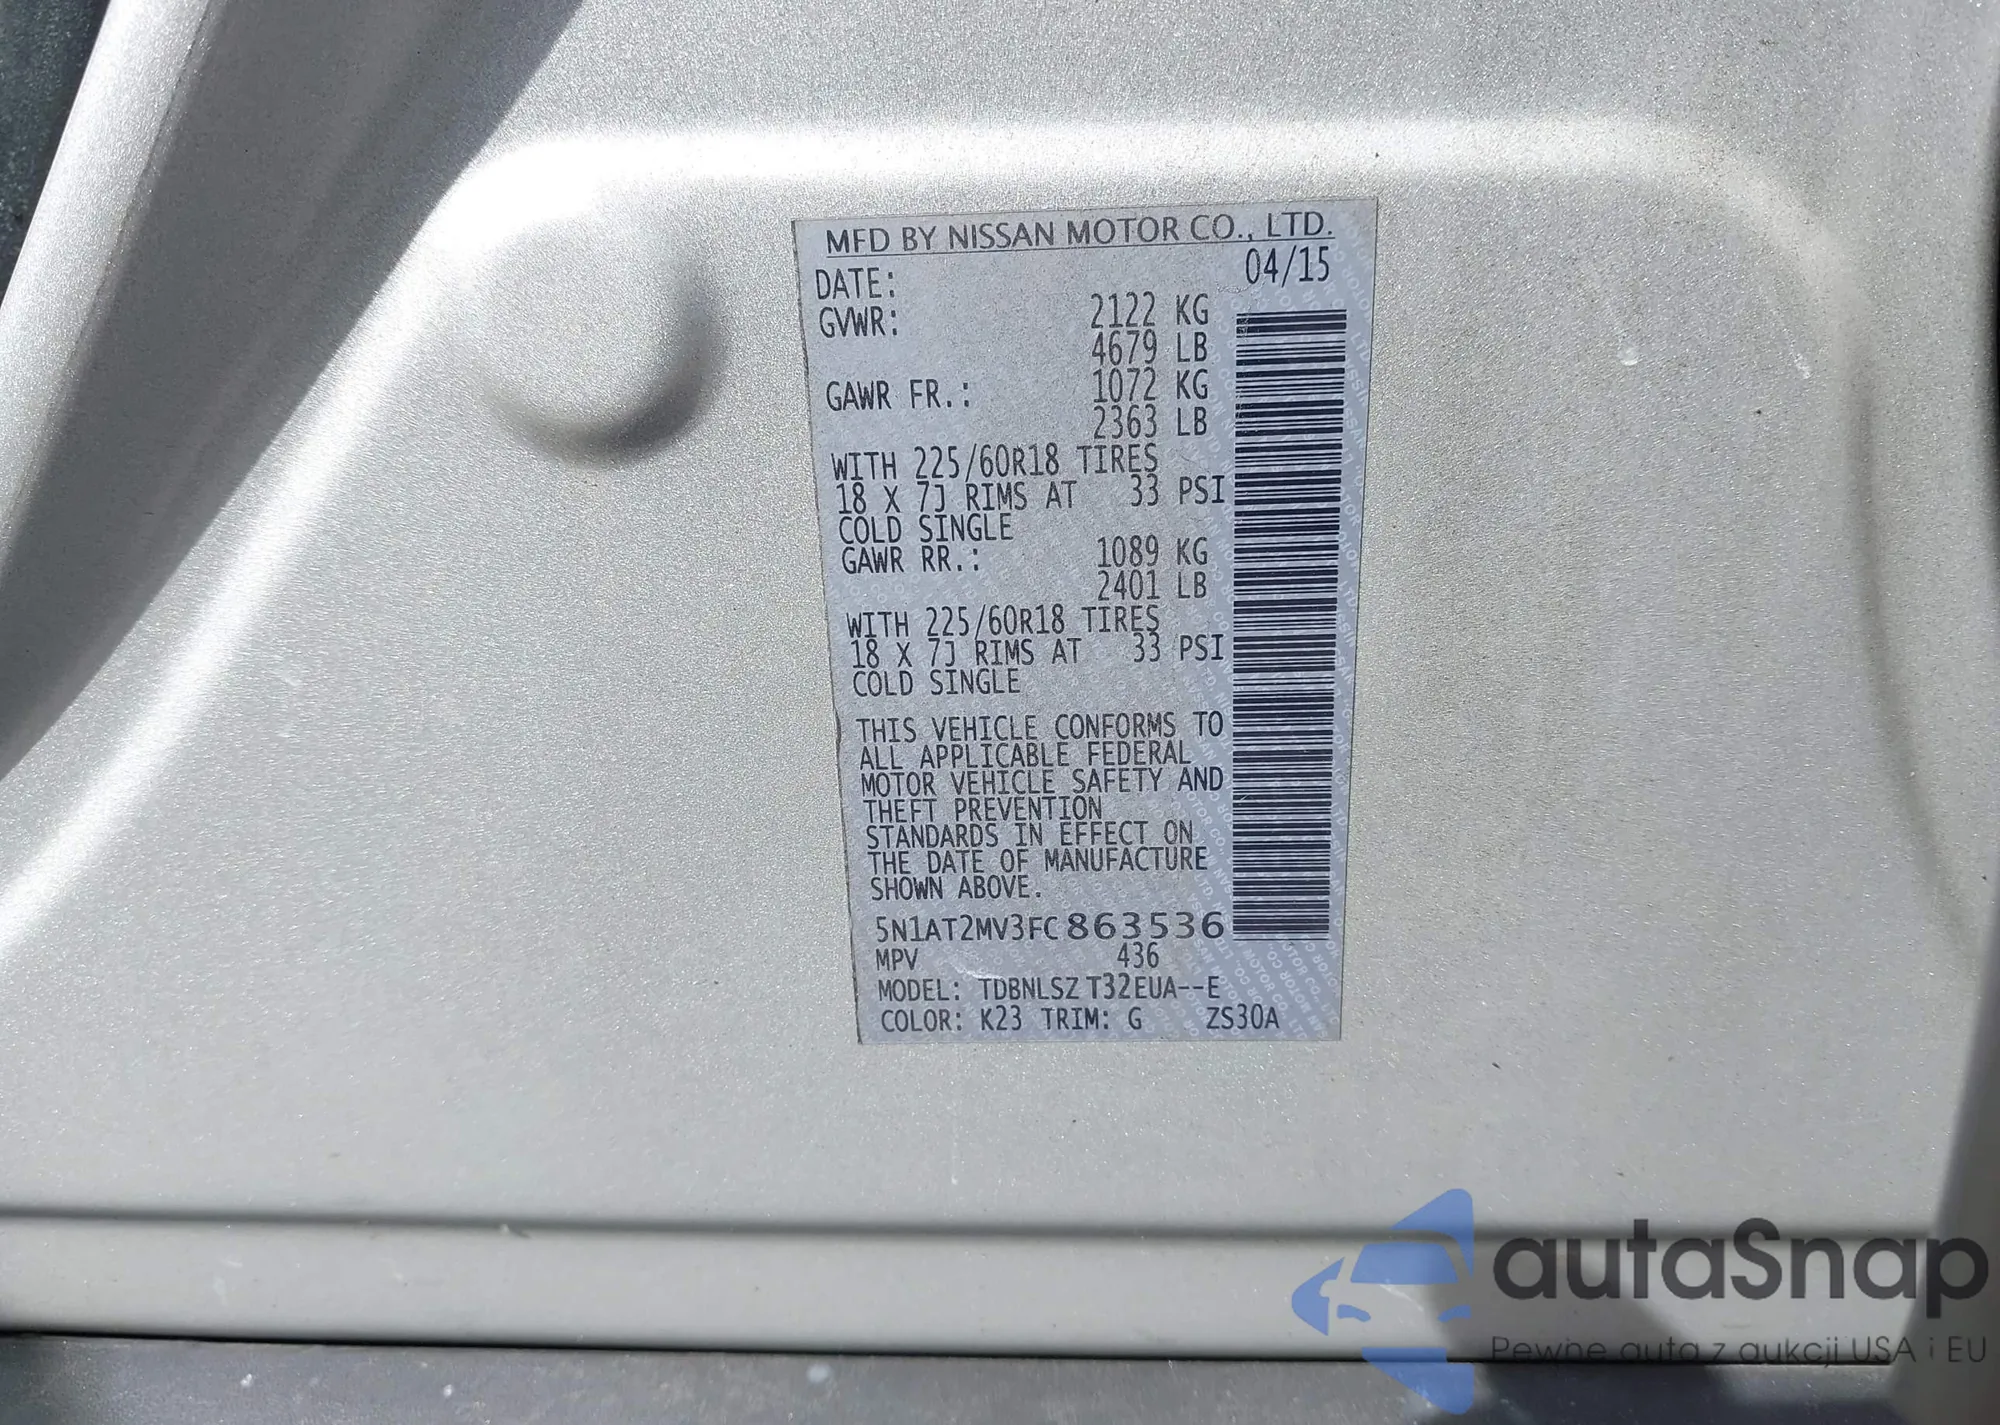 MFD BY NISSAN MOTOR CO., LTD.
DATE: 04/15
GVWR: 2122 KG
4679 LB
GAWR FR.: 1072 KG
2363 LB
WITH 225/60R18 TIRES
18 X 7J RIMS AT 33 PSI
COLD SINGLE
GAWR RR.: 1089 KG
2401 LB
WITH 225/60R18 TIRES
18 X 7J RIMS AT 33 PSI
COLD SINGLE
THIS VEHICLE CONFORMS TO
ALL APPLICABLE FEDERAL
MOTOR VEHICLE SAFETY AND
THEFT PREVENTION
STANDARDS IN EFFECT ON
THE DATE OF MANUFACTURE
SHOWN ABOVE.
5N1AT2MV3FC863536
MPV 436
MODEL: TDBNLSZ T32EUA--E
COLOR: K23 TRIM: G ZS30A
autaSnap
Pewne auta z aukcji USA i EU